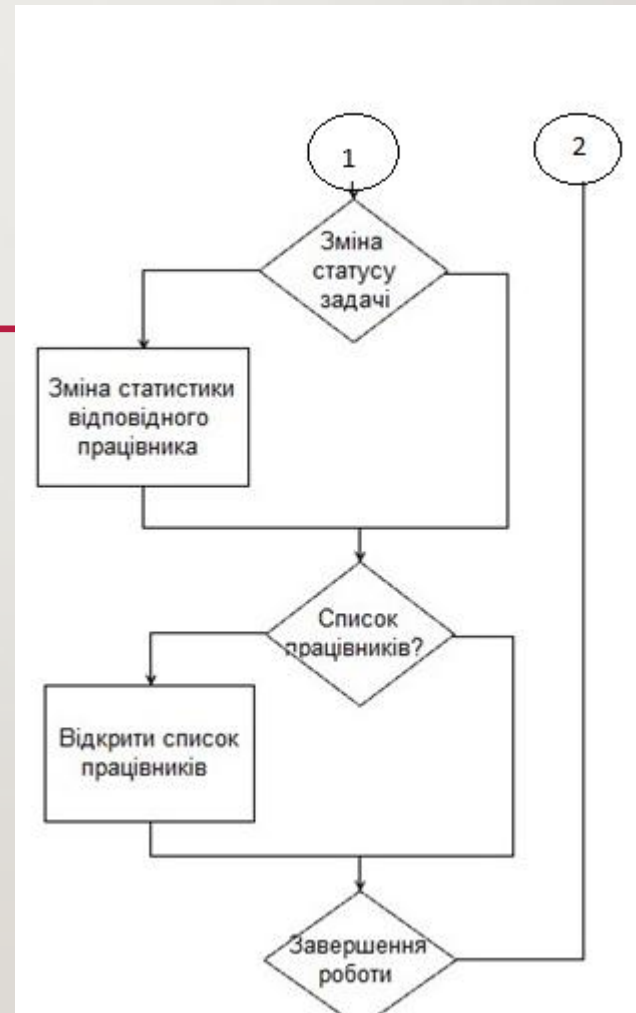 1
2
Зміна
статусу
задачі
Зміна статистики
відповідного
працівника
Список
працівників?
Відкрити список
працівників
Завершення
роботи